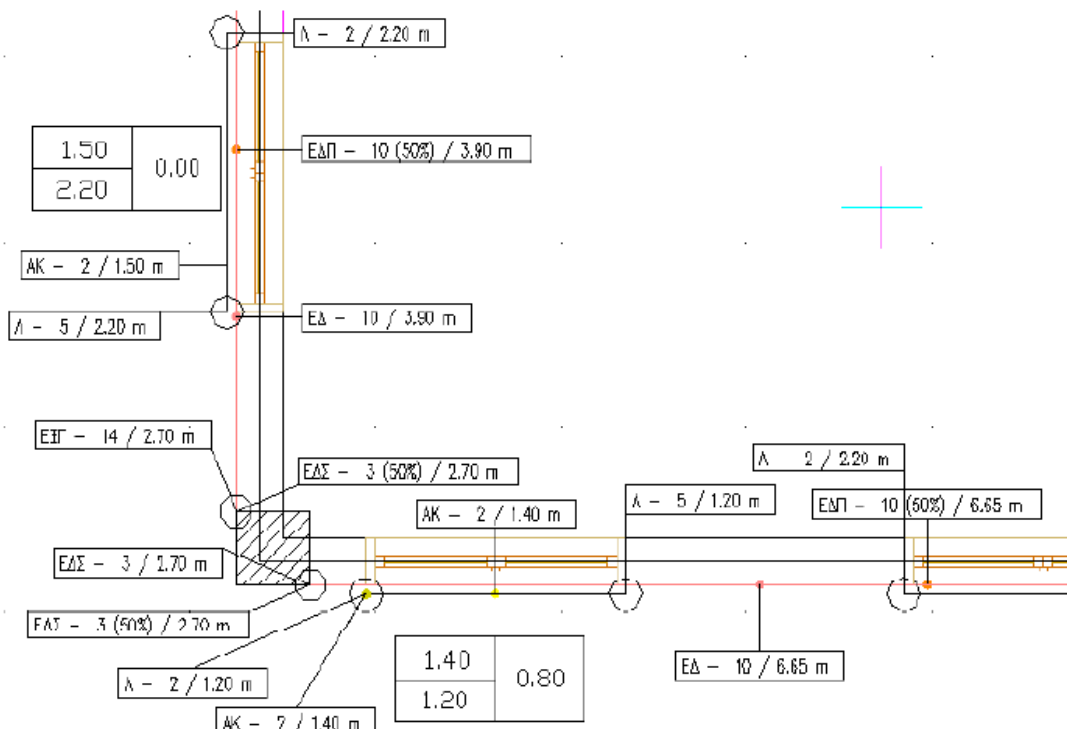 Λ - 2 / 2.20 m
1.50
2.20
0.00
ΕΔΠ - 10 (50%) / 3.90 m
ΑΚ - 2 / 1.50 m
Λ - 5 / 2.20 m
ΕΔ - 10 / 3.90 m
ΕΞΓ - 14 / 2.70 m
ΕΔΣ - 3 (50%) / 2.70 m
Λ 2 / 2.20 m
ΑΚ - 2 / 1.40 m
Λ - 5 / 1.20 m
ΕΔΠ - 10 (50%) / 6.65 m
ΕΔΣ - 3 / 2.70 m
ΕΔΣ - 3 (50%) / 2.70 m
Λ - 2 / 1.20 m
1.40
1.20
0.80
ΕΔ - 10 / 6.65 m
ΑΚ - 2 / 1.40 m